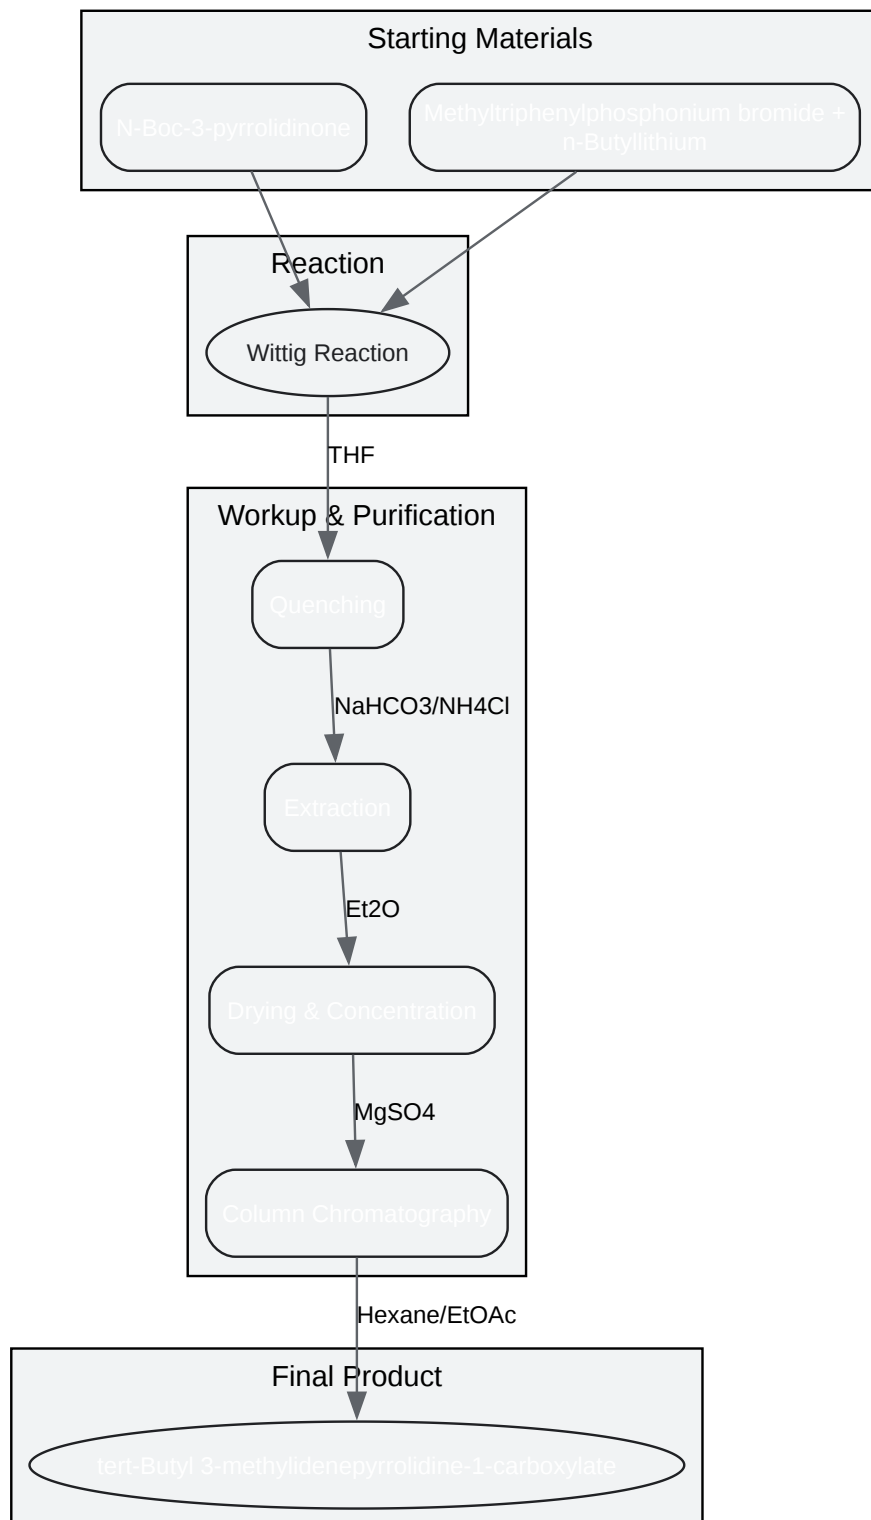 Starting Materials
N-Boc-3-pyrrolidinone
Methyltriphenylphosphonium bromide +
n-Butyllithium
Reaction
Wittig Reaction
THF
Workup & Purification
Quenching
NaHCO3/NH4Cl
Extraction
Et2O
Drying & Concentration
MgSO4
Column Chromatography
Hexane/EtOAc
Final Product
tert-Butyl 3-methylidenepyrrolidine-1-carboxylate